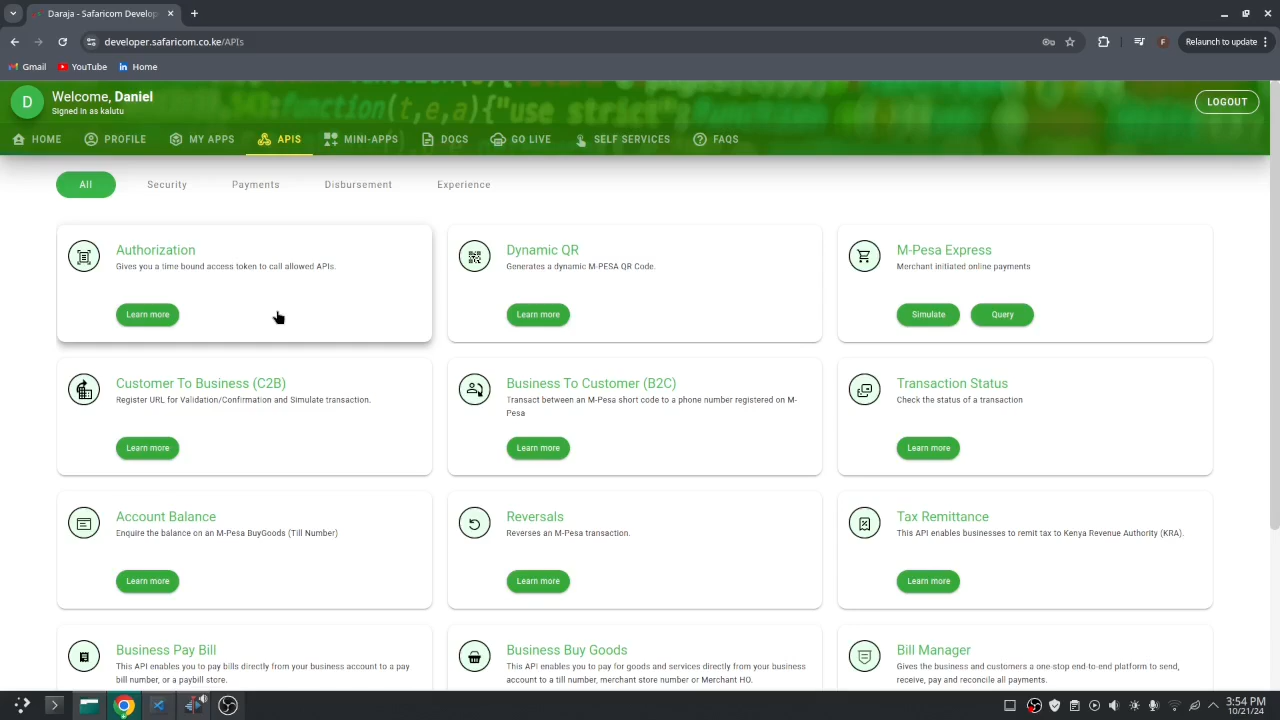 Daraja - Safaricom Develop
developer.safaricom.co.ke/APIs
F
Relaunch to update
Gmail
YouTube
Home
function(t,e,a){"use strict";
D
Welcome, Daniel
Signed in as kalutu
LOGOUT
HOME
PROFILE
MY APPS
APIS
MINI-APPS
DOCS
GO LIVE
SELF SERVICES
FAQS
All
Security
Payments
Disbursement
Experience
Authorization
Gives you a time bound access token to call allowed APIs.
Learn more
Dynamic QR
Generates a dynamic M-PESA QR Code.
Learn more
M-Pesa Express
Merchant initiated online payments
Simulate
Query
Customer To Business (C2B)
Register URL for Validation/Confirmation and Simulate transaction.
Learn more
Business To Customer (B2C)
Transact between an M-Pesa short code to a phone number registered on M-
Pesa
Learn more
Transaction Status
Check the status of a transaction
Learn more
Account Balance
Enquire the balance on an M-Pesa BuyGoods (Till Number)
Learn more
Reversals
Reverses an M-Pesa transaction.
Learn more
Tax Remittance
This API enables businesses to remit tax to Kenya Revenue Authority (KRA).
Learn more
Business Pay Bill
This API enables you to pay bills directly from your business account to a pay
bill number, or a paybill store.
Business Buy Goods
This API enables you to pay for goods and services directly from your business
account to a till number, merchant store number or Merchant HO.
Bill Manager
Gives the business and customers a one-stop end-to-end platform to send,
receive, pay and reconcile all payments.
3:54 PM
10/21/24